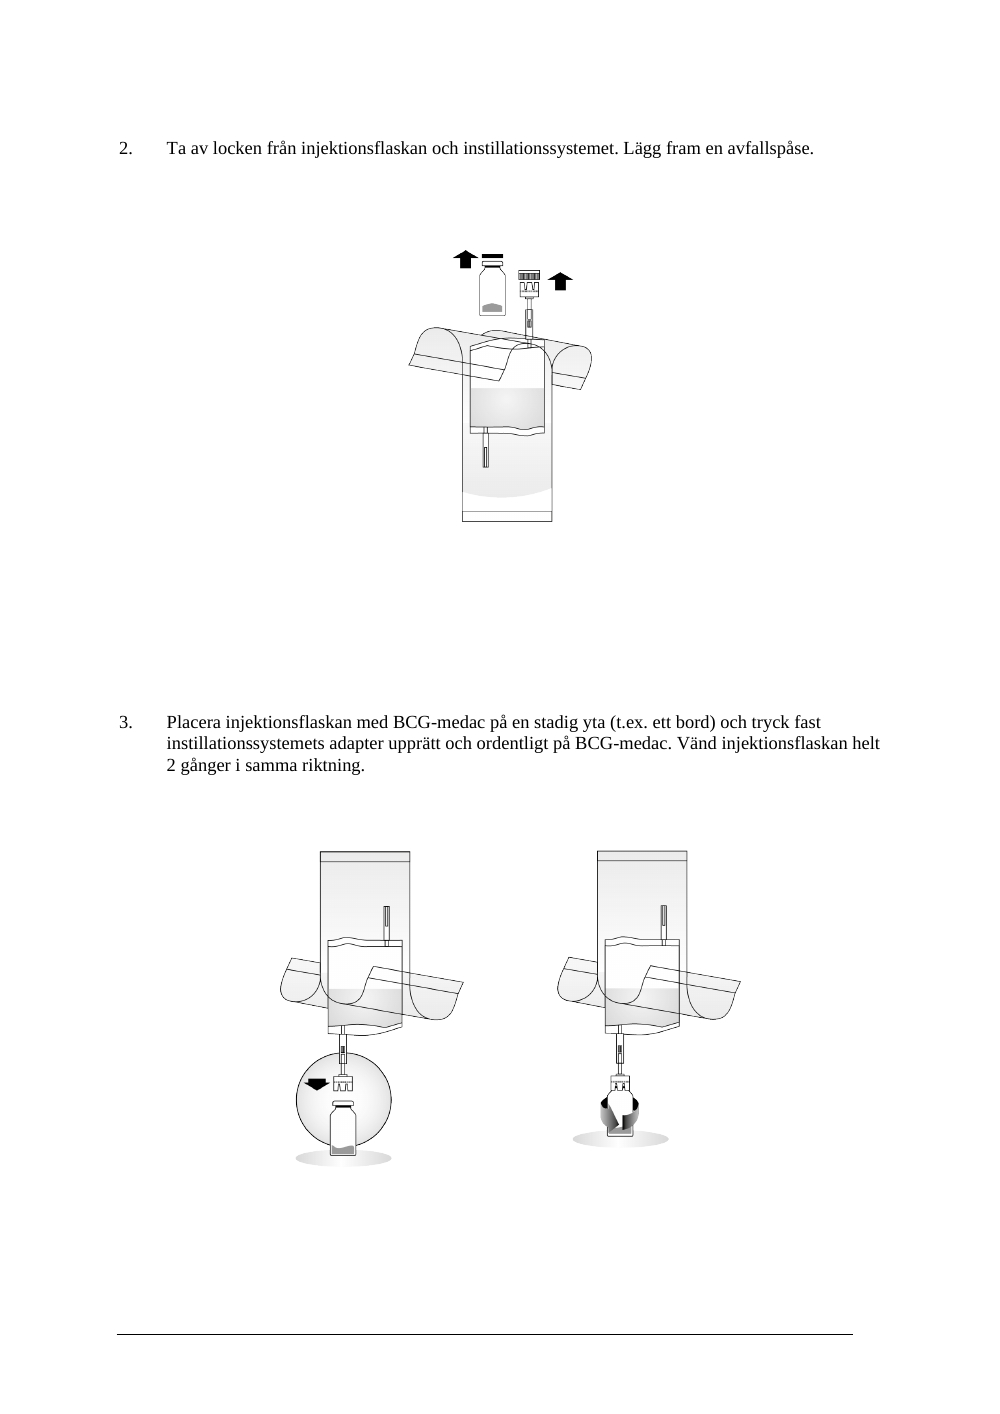 2. Ta av locken från injektionsflaskan och instillationssystemet. Lägg fram en avfallspåse.
3. Placera injektionsflaskan med BCG-medac på en stadig yta (t.ex. ett bord) och tryck fast
instillationssystemets adapter upprätt och ordentligt på BCG-medac. Vänd injektionsflaskan helt
2 gånger i samma riktning.